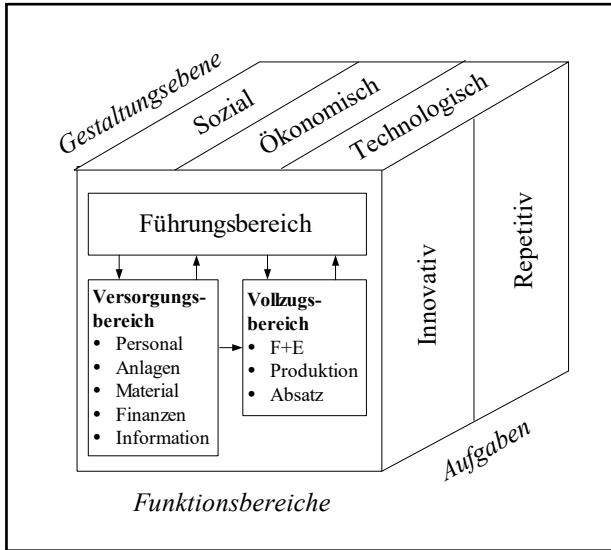 Gestaltungsebene
Sozial
Ökonomisch
Technologisch
Führungsbereich
Versorgungs-
bereich
• Personal
• Anlagen
• Material
• Finanzen
• Information
Vollzugs-
bereich
• F+E
• Produktion
• Absatz
Innovativ
Repetitiv
Aufgaben
Funktionsbereiche